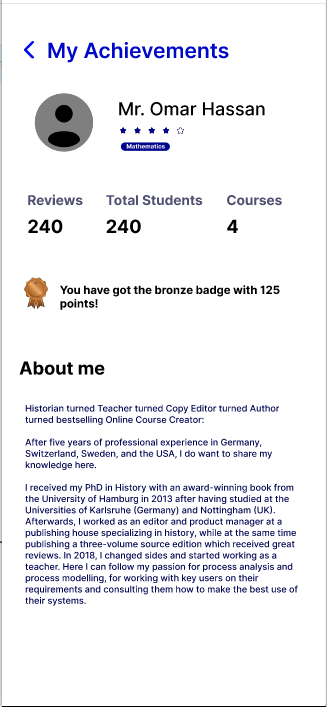 My Achievements
Mr. Omar Hassan
Mathematics
Reviews Total Students Courses
240 240 4
You have got the bronze badge with 125
points!
About me
Historian turned Teacher turned Copy Editor turned Author
turned bestselling Online Course Creator:
After five years of professional experience in Germany,
Switzerland, Sweden, and the USA, I do want to share my
knowledge here.
I received my PhD in History with an award-winning book from
the University of Hamburg in 2013 after having studied at the
Universities of Karlsruhe (Germany) and Nottingham (UK).
Afterwards, I worked as an editor and product manager at a
publishing house specializing in history, while at the same time
publishing a three-volume source edition which received great
reviews. In 2018, I changed sides and started working as a
teacher. Here I can follow my passion for process analysis and
process modelling, for working with key users on their
requirements and consulting them how to make the best use of
their systems.